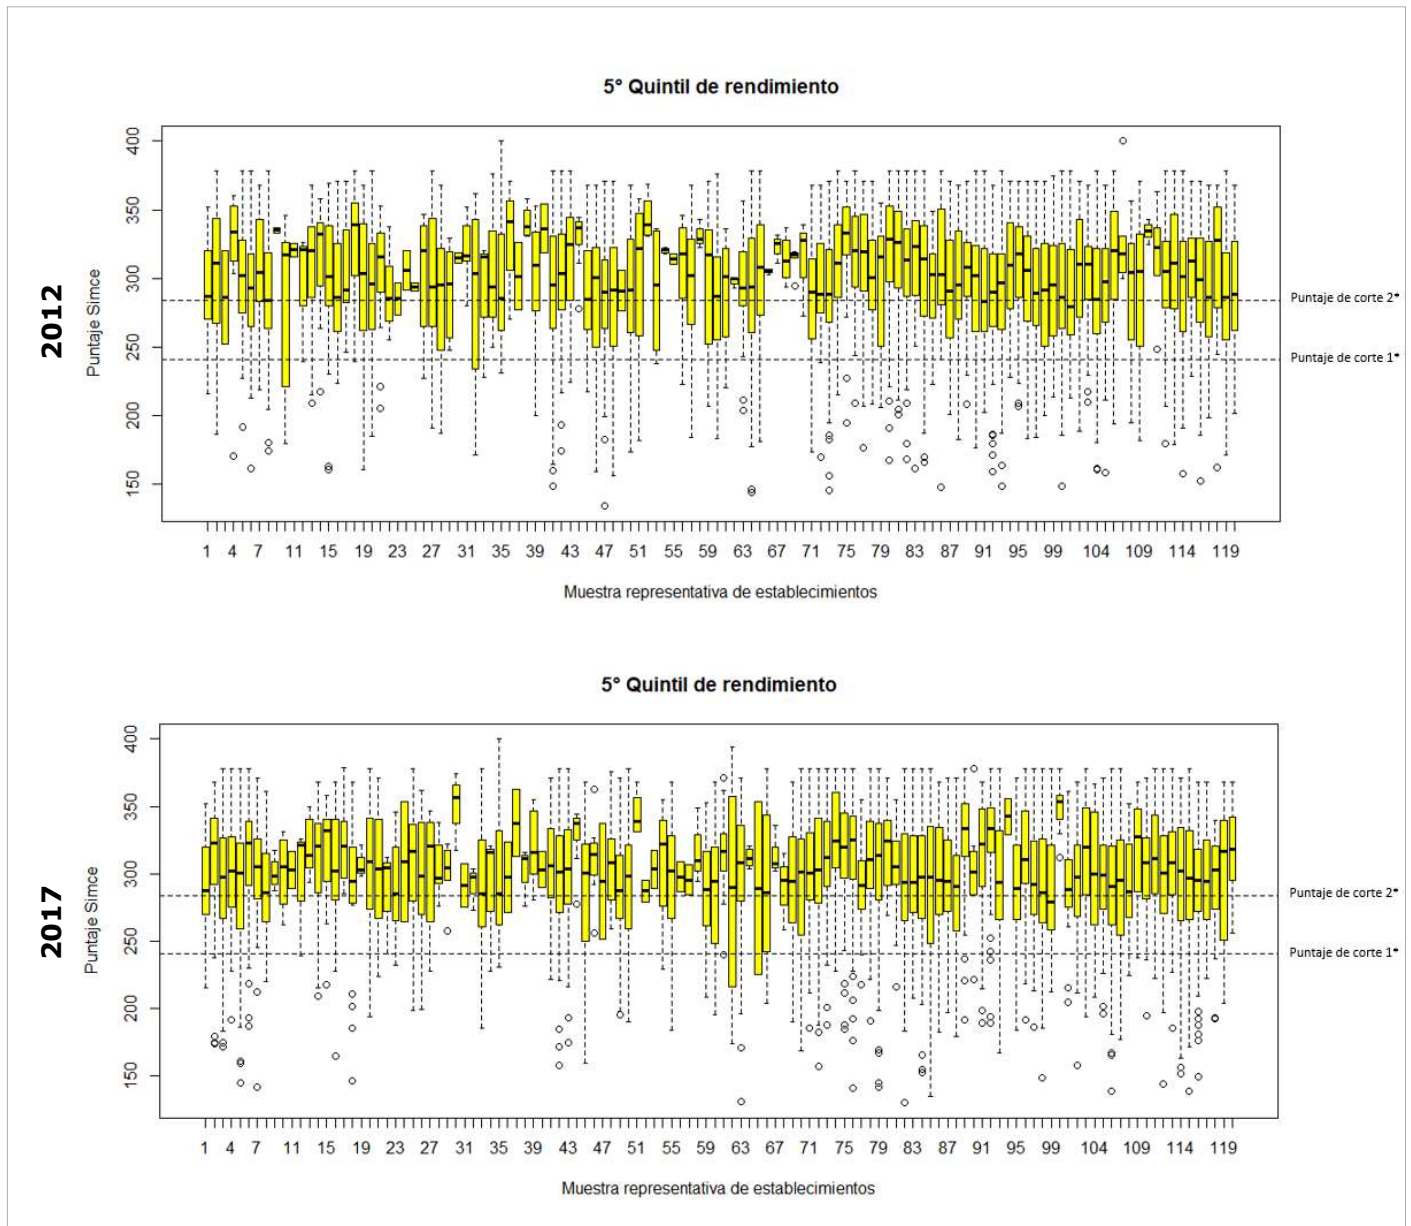 5° Quintil de rendimiento
2012
Puntaje Simce
400
350
300
250
200
150
Puntaje de corte 2*
Puntaje de corte 1*
1 4 7 11 15 19 23 27 31 35 39 43 47 51 55 59 63 67 71 75 79 83 87 91 95 99 104 109 114 119
Muestra representativa de establecimientos
5° Quintil de rendimiento
2017
Puntaje Simce
400
350
300
250
200
150
Puntaje de corte 2*
Puntaje de corte 1*
1 4 7 11 15 19 23 27 31 35 39 43 47 51 55 59 63 67 71 75 79 83 87 91 95 99 104 109 114 119
Muestra representativa de establecimientos